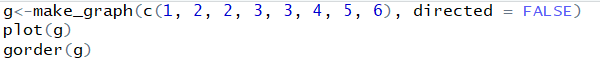 g<-make_graph(c(1, 2, 2, 3, 3, 4, 5, 6), directed = FALSE)
plot(g)
gorder(g)